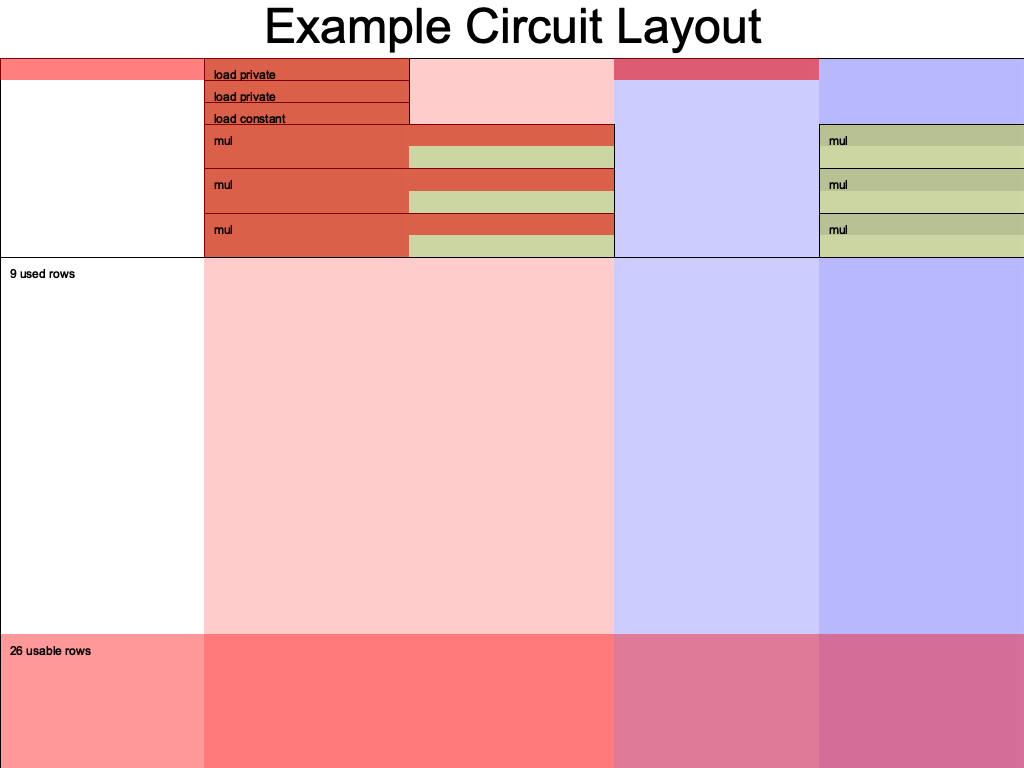 Example Circuit Layout
load private
load private
load constant
mul
mul
mul
mul
mul
mul
9 used rows
26 usable rows